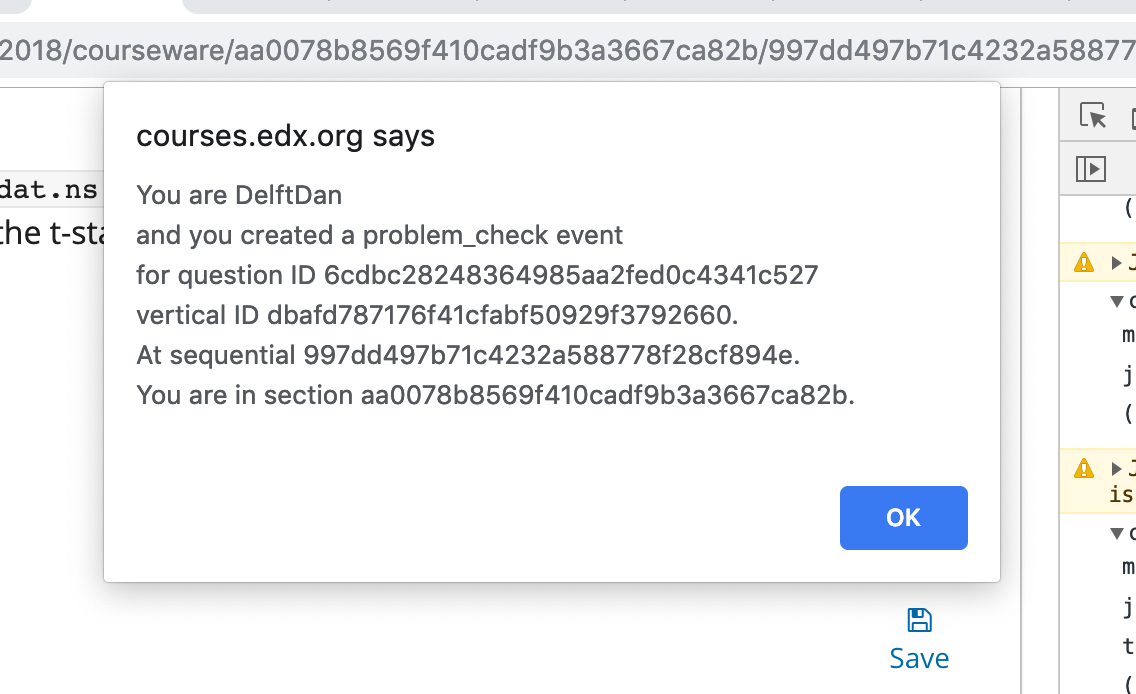 2018/courseware/aa0078b8569f410cadf9b3a3667ca82b/997dd497b71c4232a58877
courses.edx.org says
You are DelftDan
and you created a problem_check event
for question ID 6cdbc28248364985aa2fed0c4341c527
vertical ID dbafd787176f41cfabf50929f3792660.
At sequential 997dd497b71c4232a588778f28cf894e.
You are in section aa0078b8569f410cadf9b3a3667ca82b.
OK
dat.ns
the t-sta
Save
(
J
m
j
(
J
is
m
j
t
(